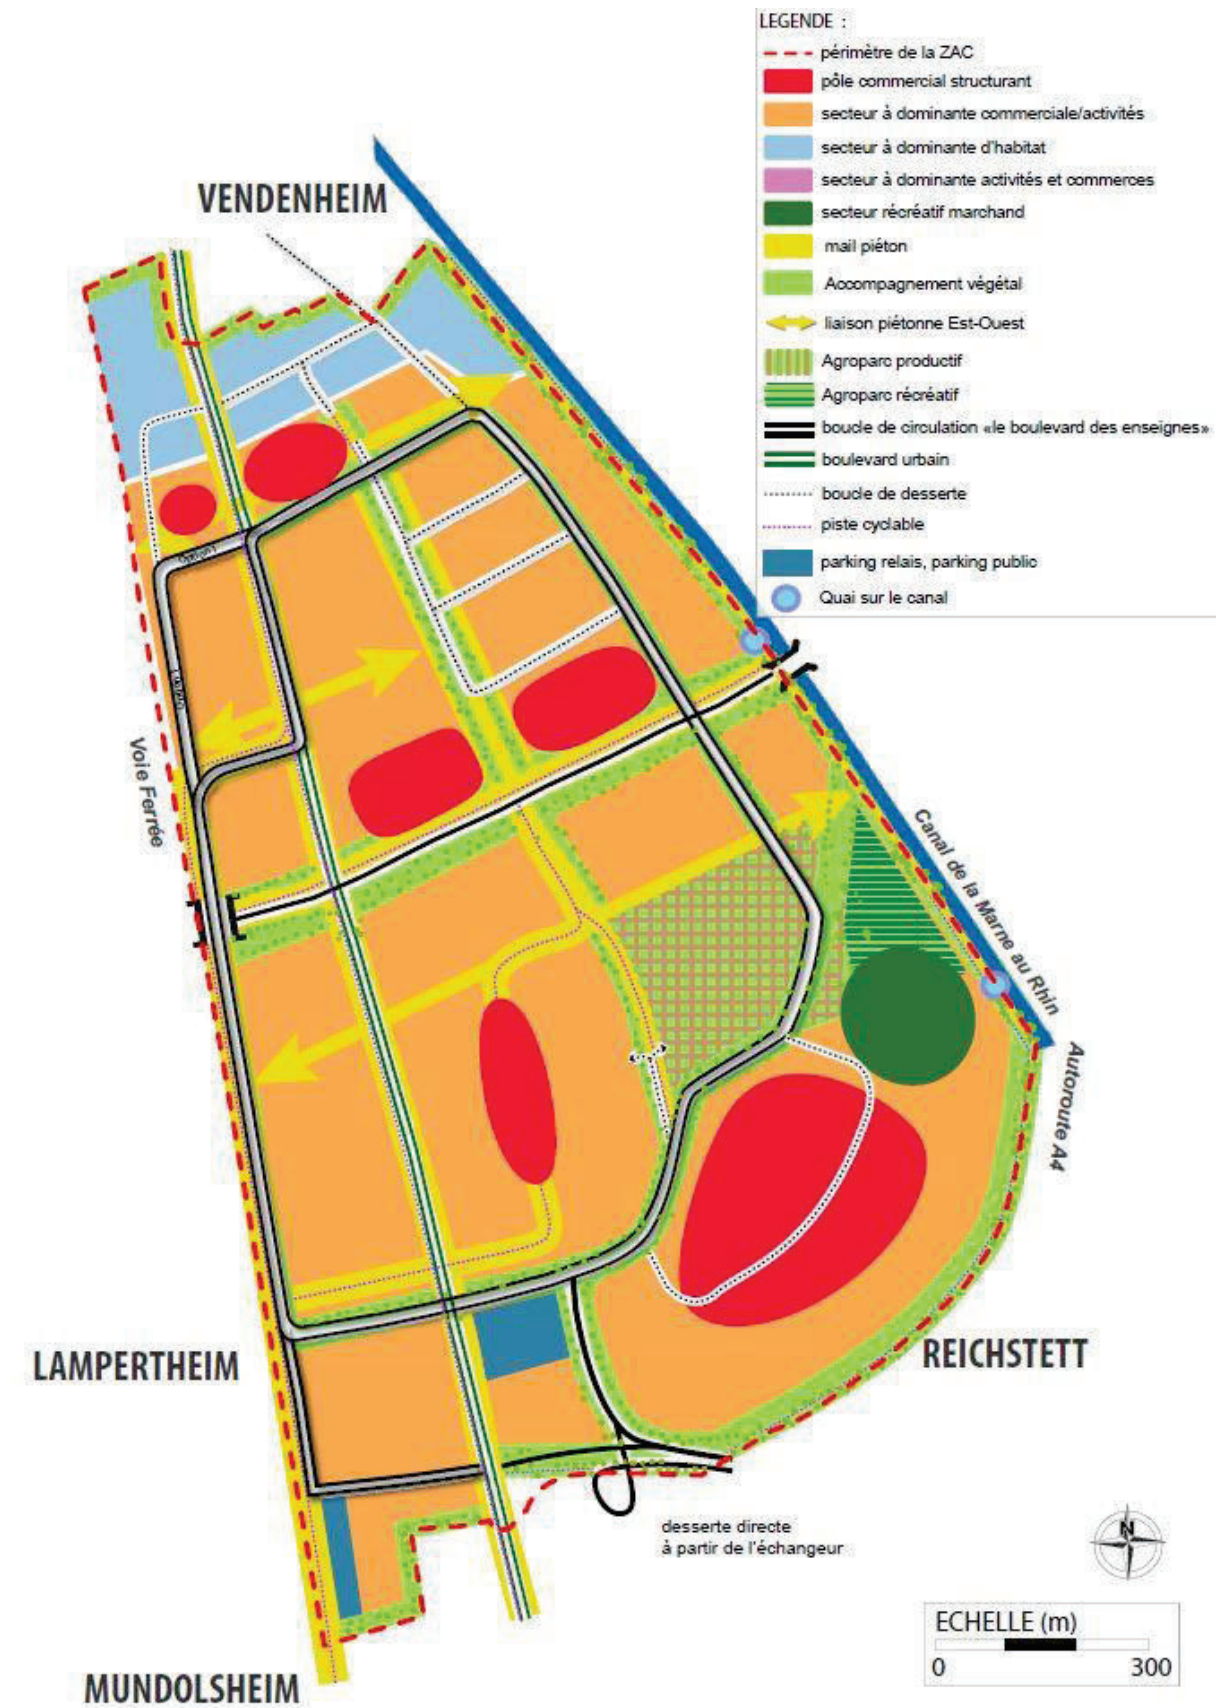 LEGENDE :
périmètre de la ZAC
pôle commercial structurant
secteur à dominante commerciale/activités
secteur à dominante d'habitat
secteur à dominante activités et commerces
secteur récréatif marchand
mail piéton
Accompagnement végétal
liaison piétonne Est-Ouest
Agroparc productif
Agroparc récréatif
boucle de circulation «le boulevard des enseignes»
boulevard urbain
boucle de desserte
piste cyclable
parking relais, parking public
Quai sur le canal
VENDENHEIM
Voie Ferrée
Canal de la Marne au Rhin
Autoroute A4
LAMPERTHEIM
REICHSTETT
desserte directe
à partir de l'échangeur
N
ECHELLE (m)
0 300
MUNDOLSHEIM